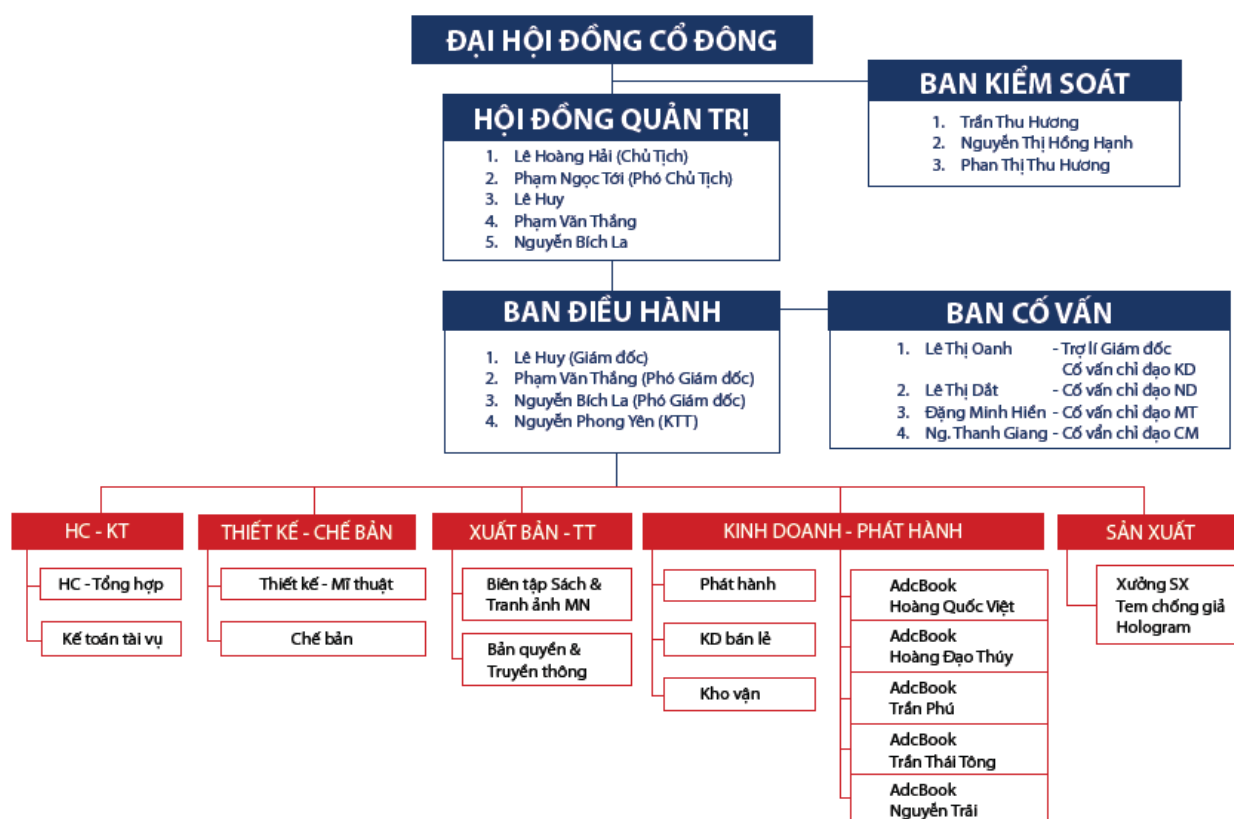 ĐẠI HỘI ĐỒNG CỔ ĐÔNG
BAN KIỂM SOÁT
1. Trần Thu Hương
2. Nguyễn Thị Hồng Hạnh
3. Phan Thị Thu Hương
HỘI ĐỒNG QUẢN TRỊ
1. Lê Hoàng Hải (Chủ Tịch)
2. Phạm Ngọc Tới (Phó Chủ Tịch)
3. Lê Huy
4. Phạm Văn Thắng
5. Nguyễn Bích La
BAN ĐIỀU HÀNH
1. Lê Huy (Giám đốc)
2. Phạm Văn Thắng (Phó Giám đốc)
3. Nguyễn Bích La (Phó Giám đốc)
4. Nguyễn Phong Yên (KTT)
BAN CỐ VẤN
1. Lê Thị Oanh - Trợ lí Giám đốc
Cố vấn chỉ đạo KD
2. Lê Thị Dắt - Cố vấn chỉ đạo ND
3. Đặng Minh Hiền - Cố vấn chỉ đạo MT
4. Ng. Thanh Giang - Cố vấn chỉ đạo CM
HC - KT
HC - Tổng hợp
Kế toán tài vụ
THIẾT KẾ - CHẾ BẢN
Thiết kế - Mĩ thuật
Chế bản
XUẤT BẢN - TT
Biên tập Sách &
Tranh ảnh MN
Bản quyền &
Truyền thông
KINH DOANH - PHÁT HÀNH
Phát hành
KD bán lẻ
Kho vận
AdcBook
Hoàng Quốc Việt
AdcBook
Hoàng Đạo Thúy
AdcBook
Trần Phú
AdcBook
Trần Thái Tông
AdcBook
Nguyễn Trãi
SẢN XUẤT
Xưởng SX
Tem chống giả
Hologram